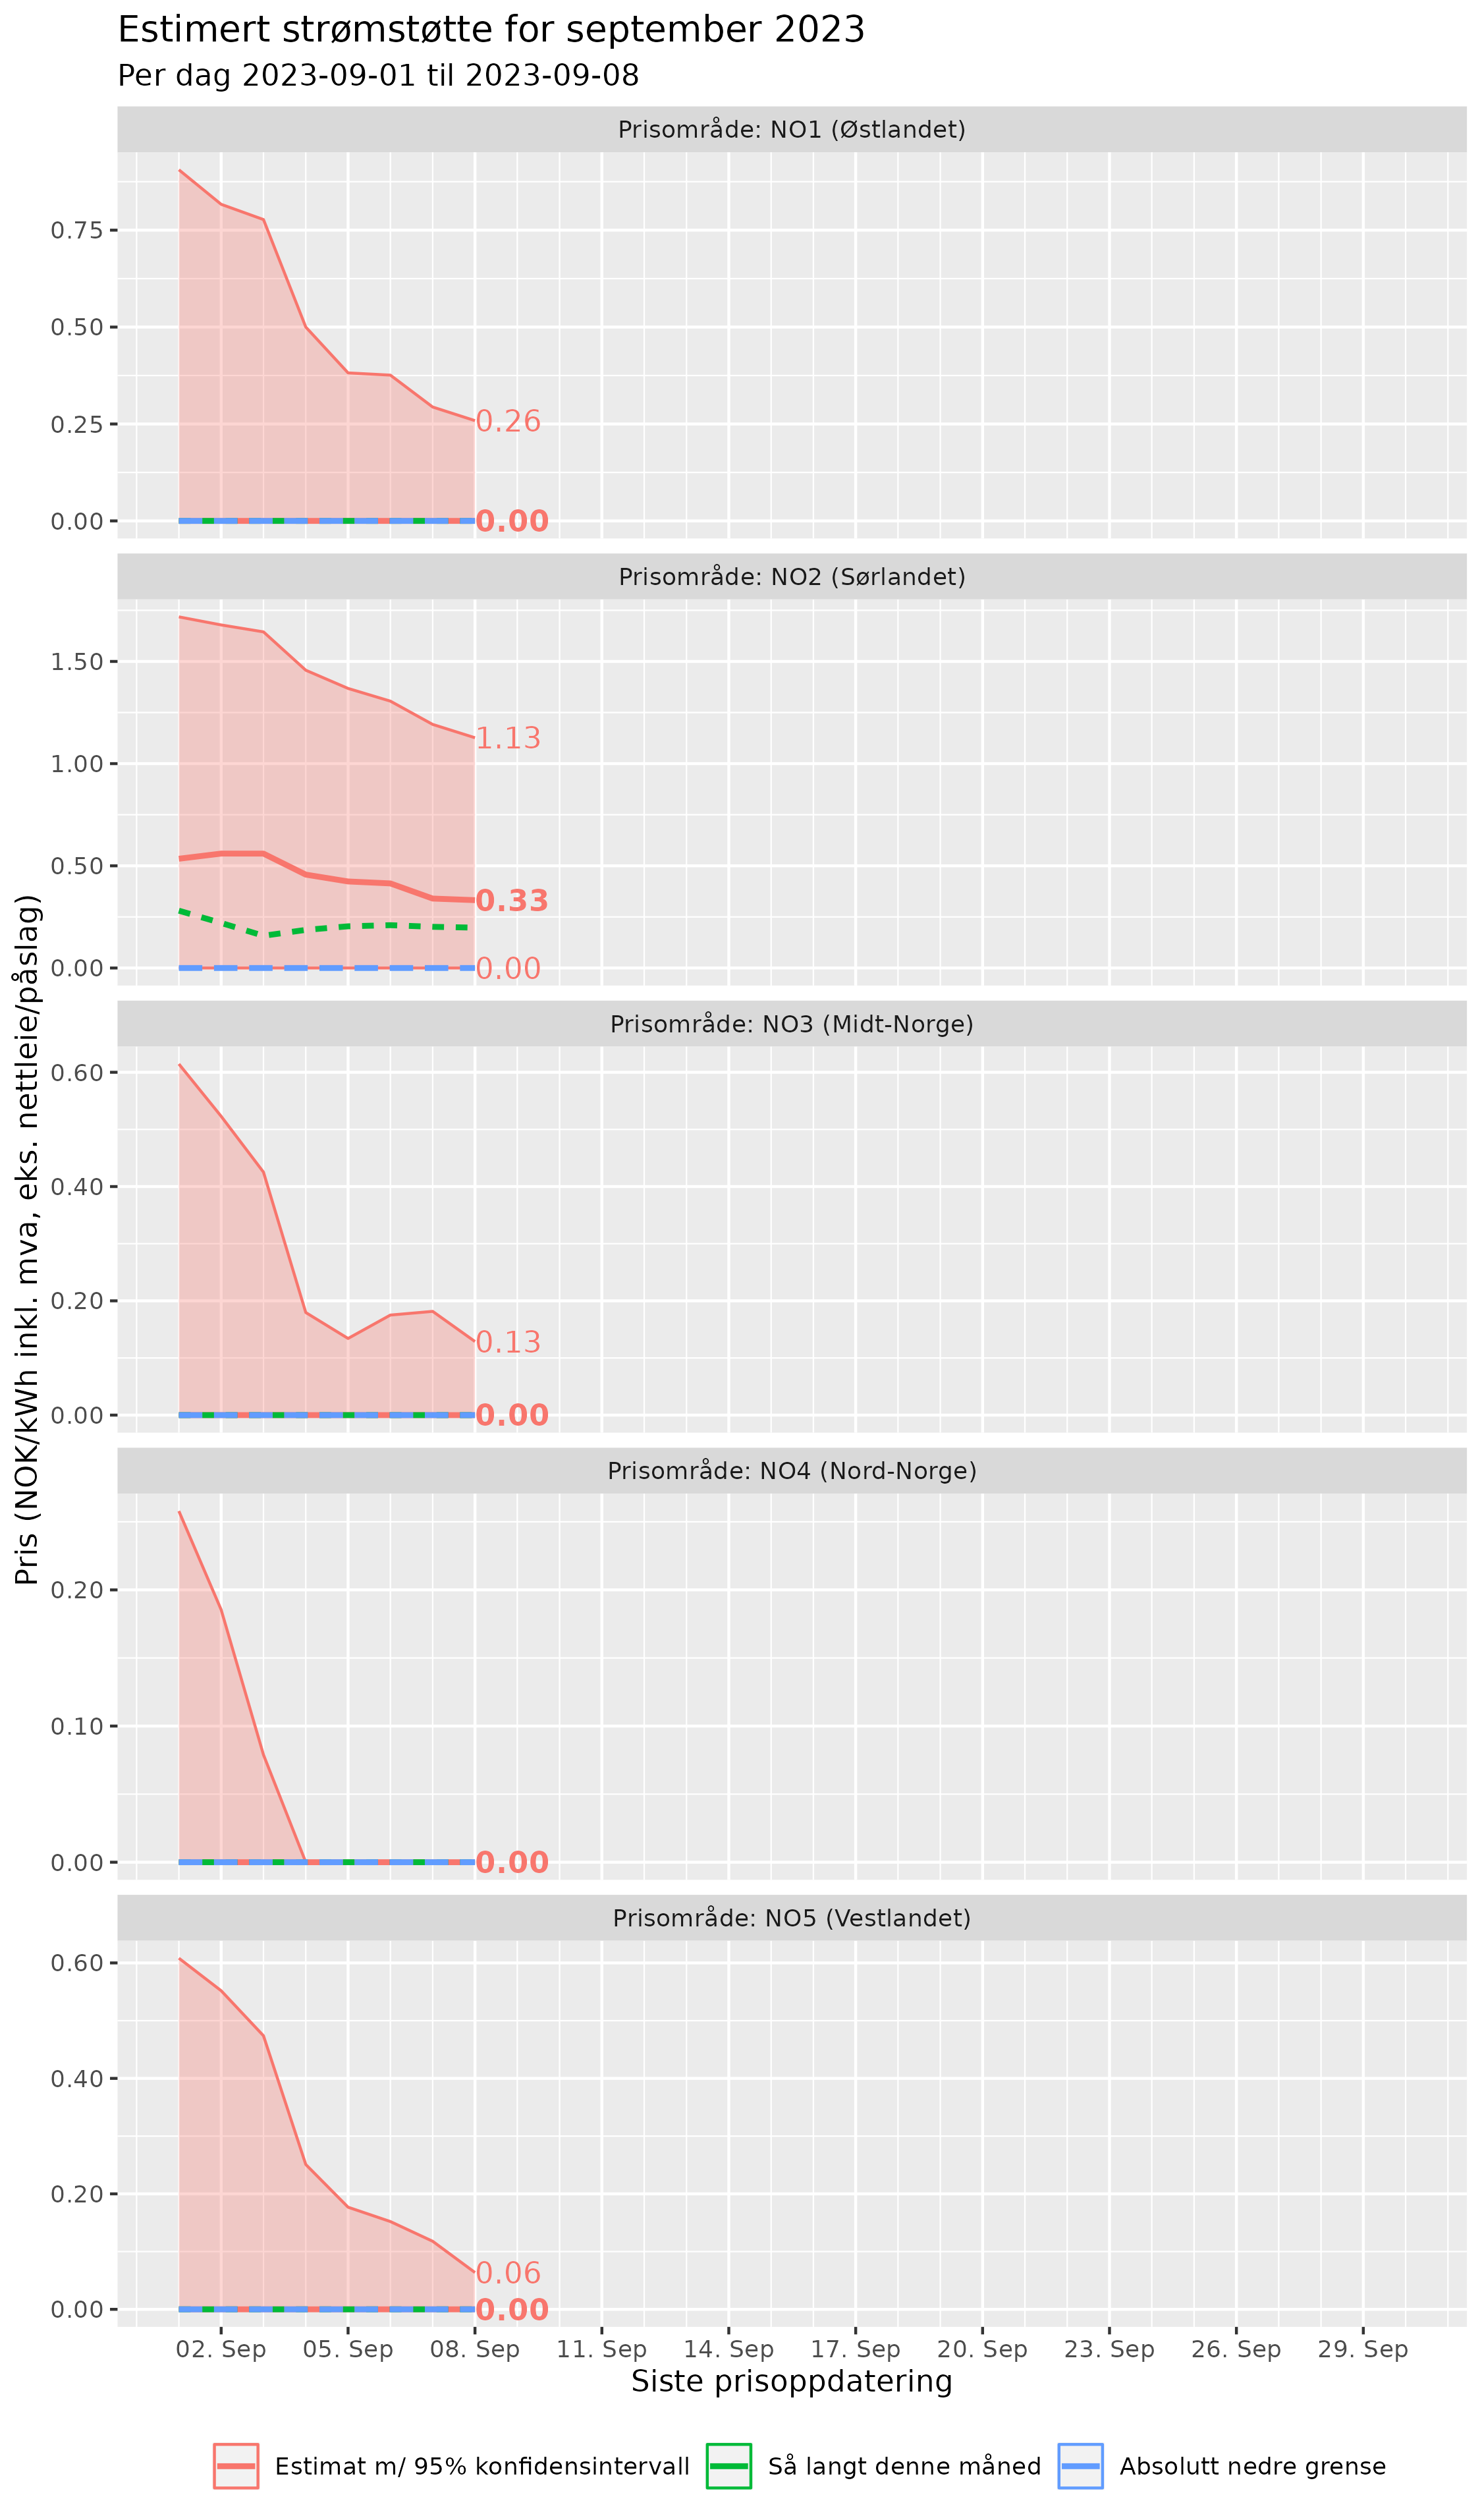 Estimert strømstøtte for september 2023
Per dag 2023-09-01 til 2023-09-08
Pris (NOK/kWh inkl. mva, eks. nettleie/påslag)
Prisområde: NO1 (Østlandet)
0.75
0.50
0.25
0.00
0.26
0.00
Prisområde: NO2 (Sørlandet)
1.50
1.00
0.50
0.00
1.13
0.33
0.00
Prisområde: NO3 (Midt-Norge)
0.60
0.40
0.20
0.00
0.13
0.00
Prisområde: NO4 (Nord-Norge)
0.20
0.10
0.00
0.00
Prisområde: NO5 (Vestlandet)
0.60
0.40
0.20
0.00
0.06
0.00
02. Sep 05. Sep 08. Sep 11. Sep 14. Sep 17. Sep 20. Sep 23. Sep 26. Sep 29. Sep
Siste prisoppdatering
Estimat m/ 95% konfidensintervall Så langt denne måned Absolutt nedre grense